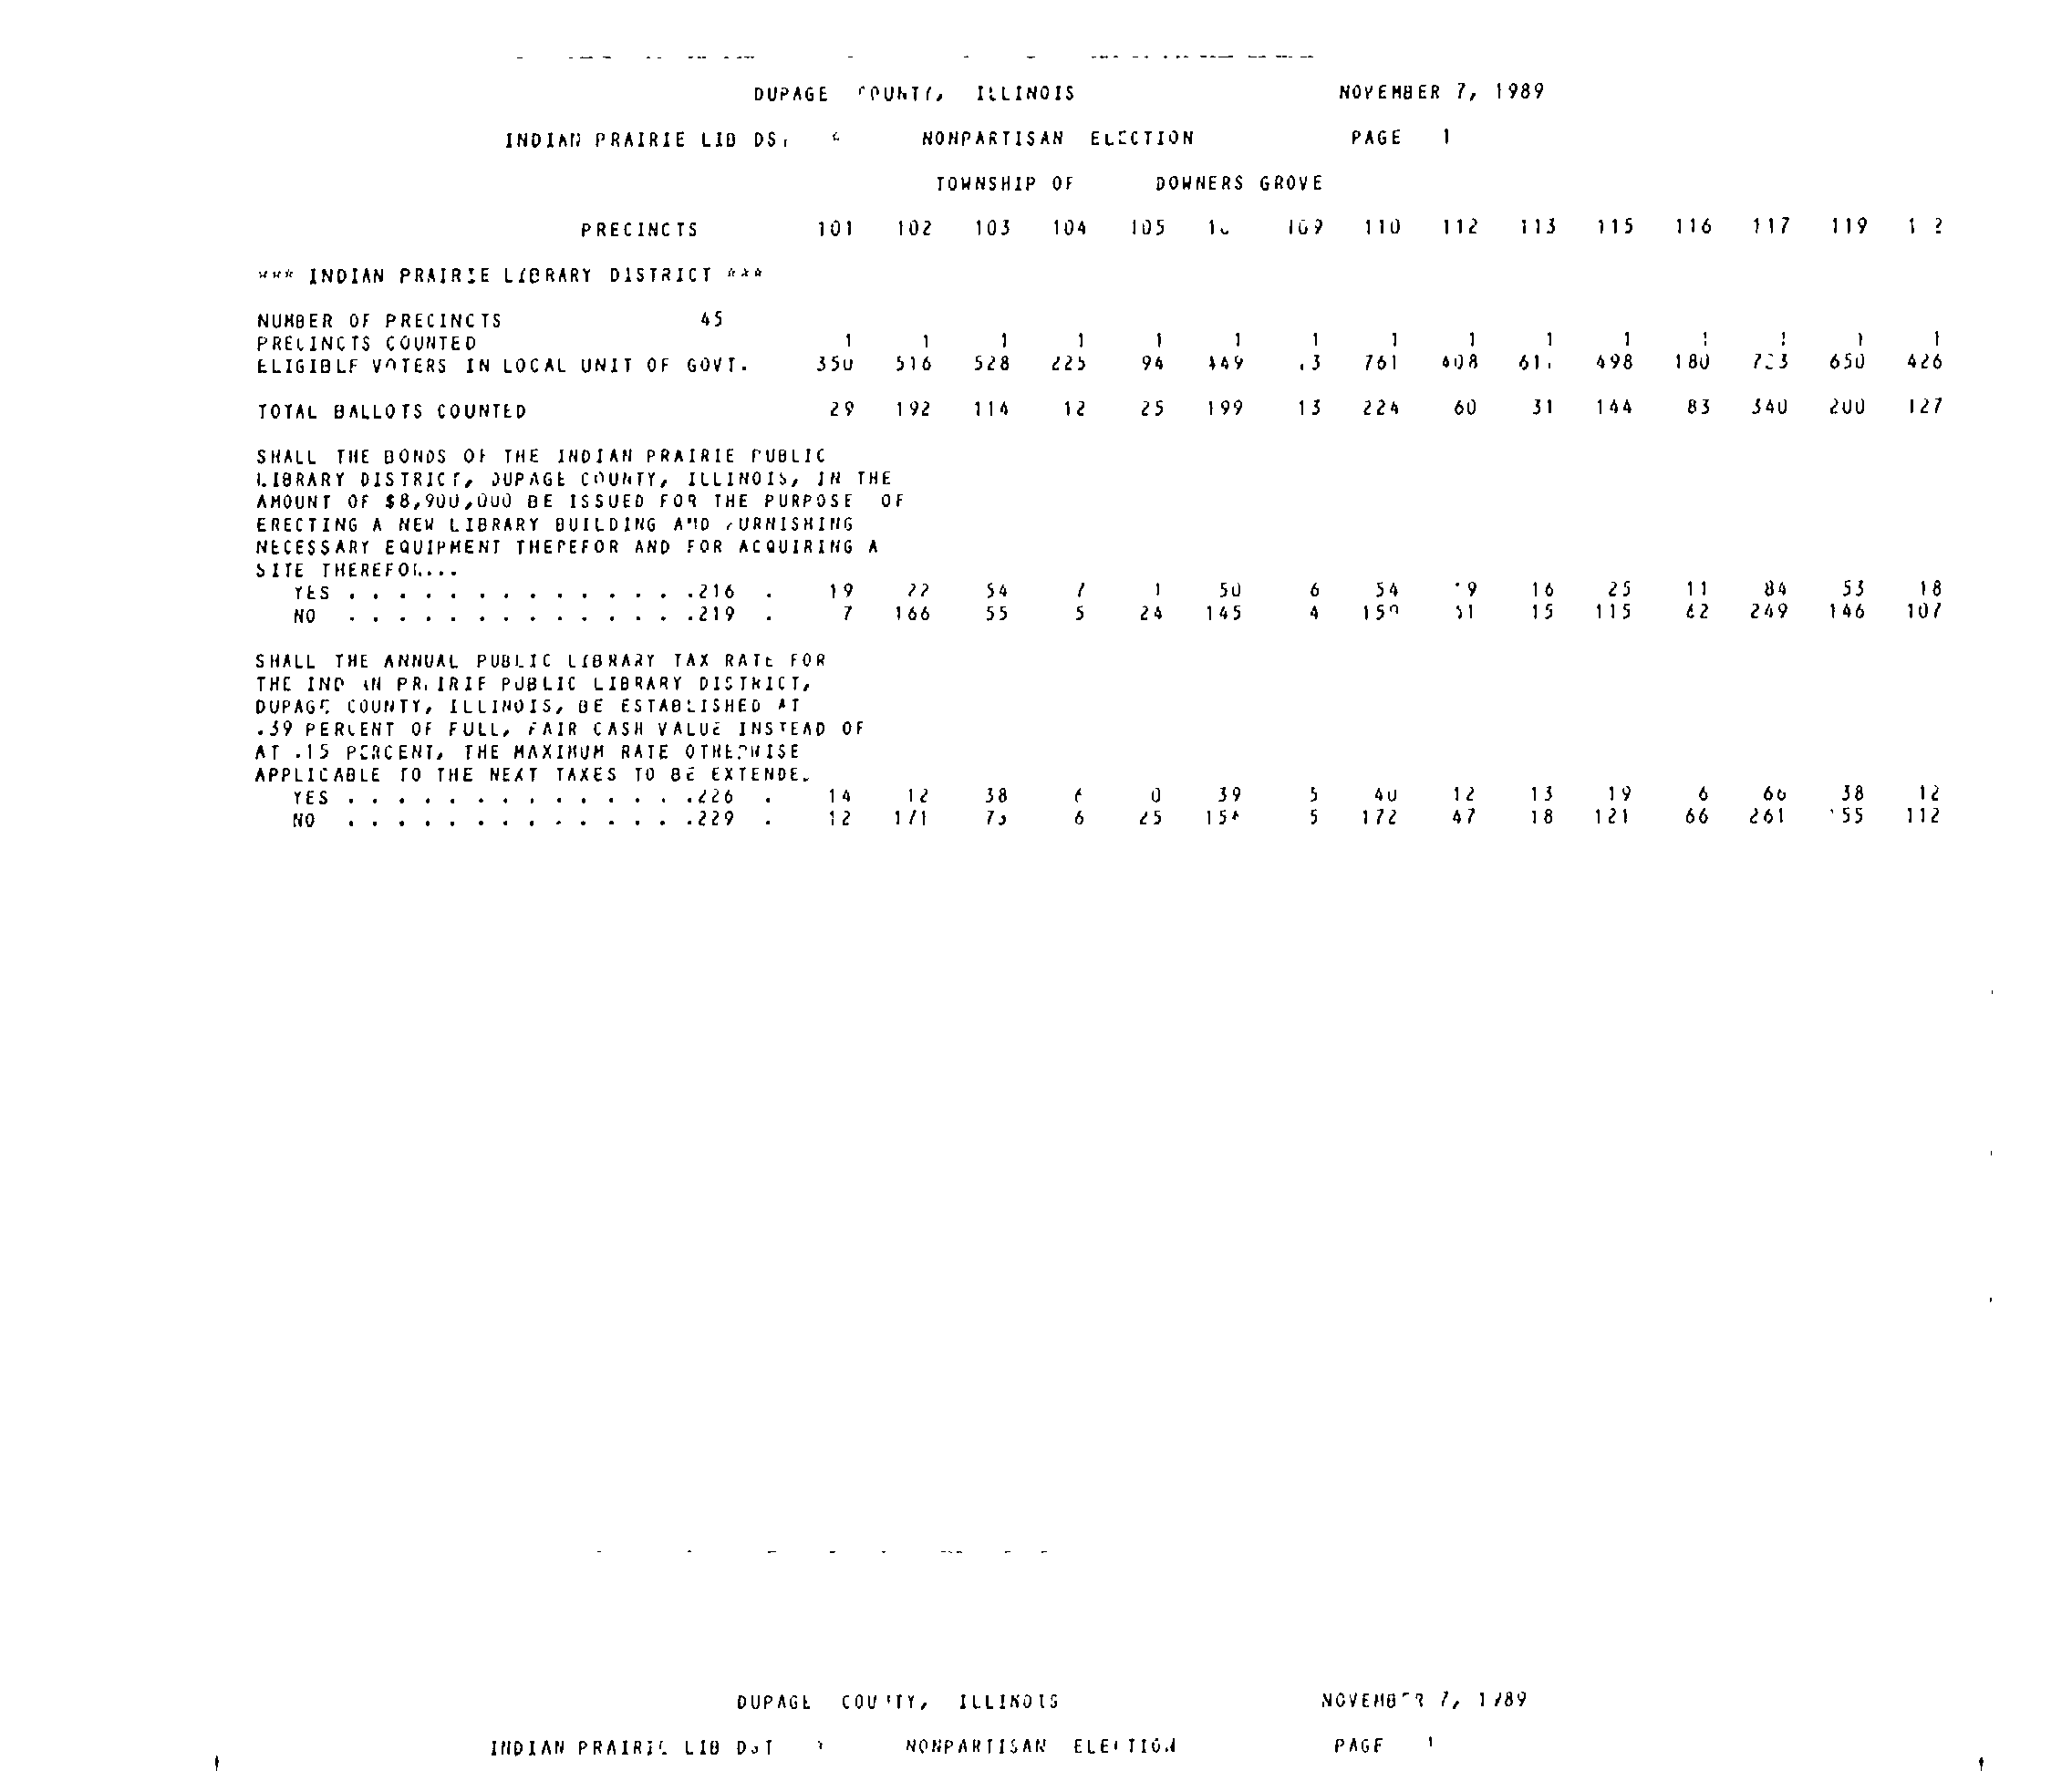 DUPAGE COUNTY, ILLINOIS NOVEMBER 7, 1989
INDIAN PRAIRIE LIB NONPARTISAN ELECTION PAGE 1
TOWNSHIP OF DOWNERS GROVE
PRECINCTS 101 102 103 104 105 109 110 112 113 115 116 117 119
*** INDIAN PRAIRIE LIBRARY DISTRICT ***
NUMBER OF PRECINCTS 45
PRECINCTS COUNTED 1 1 1 1 1 1 1 1 1 1 1 1 1 1 1
ELIGIBLE VOTERS IN LOCAL UNIT OF GOVT. 350 516 528 225 94 449 761 408 498 180 650 426
TOTAL BALLOTS COUNTED 29 192 114 12 25 199 13 224 60 31 144 83 340 200 127
SHALL THE BONDS OF THE INDIAN PRAIRIE PUBLIC
LIBRARY DISTRICT, DUPAGE COUNTY, ILLINOIS, IN THE
AMOUNT OF $8,900,000 BE ISSUED FOR THE PURPOSE OF
ERECTING A NEW LIBRARY BUILDING AND FURNISHING
NECESSARY EQUIPMENT THEREFOR AND FOR ACQUIRING A
SITE
YES . . . . . . . . . . . . . .216 . 19 22 54 7 1 50 6 54 16 25 11 84 53 18
NO . . . . . . . . . . . . . .219 . 7 166 55 5 24 145 4 15 115 62 249 146 107
SHALL THE ANNUAL PUBLIC LIBRARY TAX RATE FOR
THE INDIAN PRAIRIE PUBLIC LIBRARY DISTRICT,
DUPAGE COUNTY, ILLINOIS, BE ESTABLISHED AT
.39 PERCENT OF FULL, FAIR CASH VALUE INSTEAD OF
AT .15 PERCENT, THE MAXIMUM RATE OTHERWISE
APPLICABLE TO THE NEXT TAXES TO BE
YES . . . . . . . . . . . . . .226 . 14 12 38 0 39 5 40 12 13 19 6 66 38 12
NO . . . . . . . . . . . . . .229 . 12 171 6 25 5 172 47 18 121 66 261 112
DUPAGE COUNTY, ILLINOIS NOVEMBER 7, 1989
INDIAN PRAIRIE LIB DST NONPARTISAN ELECTION PAGE 1